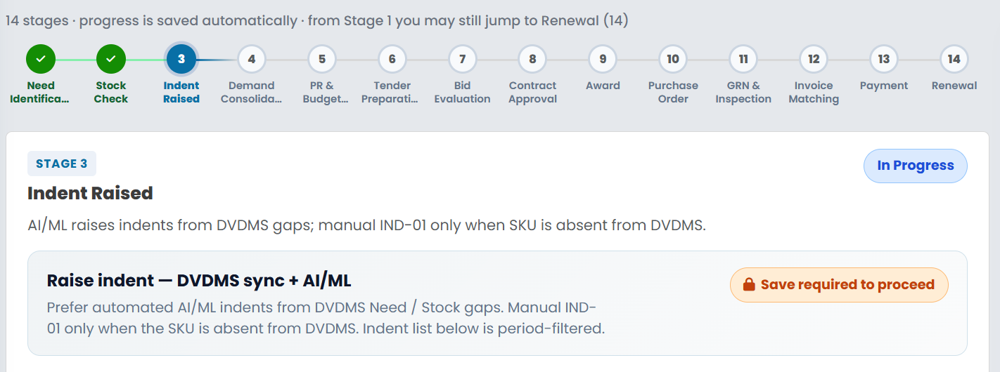 14 stages · progress is saved automatically · from Stage 1 you may still jump to Renewal (14)
3 4 5 6 7 8 9 10 11 12 13 14
Need Identifica...
Stock Check
Indent Raised
Demand Consolida...
PR & Budget...
Tender Preparati...
Bid Evaluation
Contract Approval
Award
Purchase Order
GRN & Inspection
Invoice Matching
Payment
Renewal
STAGE 3
In Progress
Indent Raised
AI/ML raises indents from DVDMS gaps; manual IND-01 only when SKU is absent from DVDMS.
Raise indent — DVDMS sync + AI/ML
Save required to proceed
Prefer automated AI/ML indents from DVDMS Need / Stock gaps. Manual IND-
01 only when the SKU is absent from DVDMS. Indent list below is period-filtered.